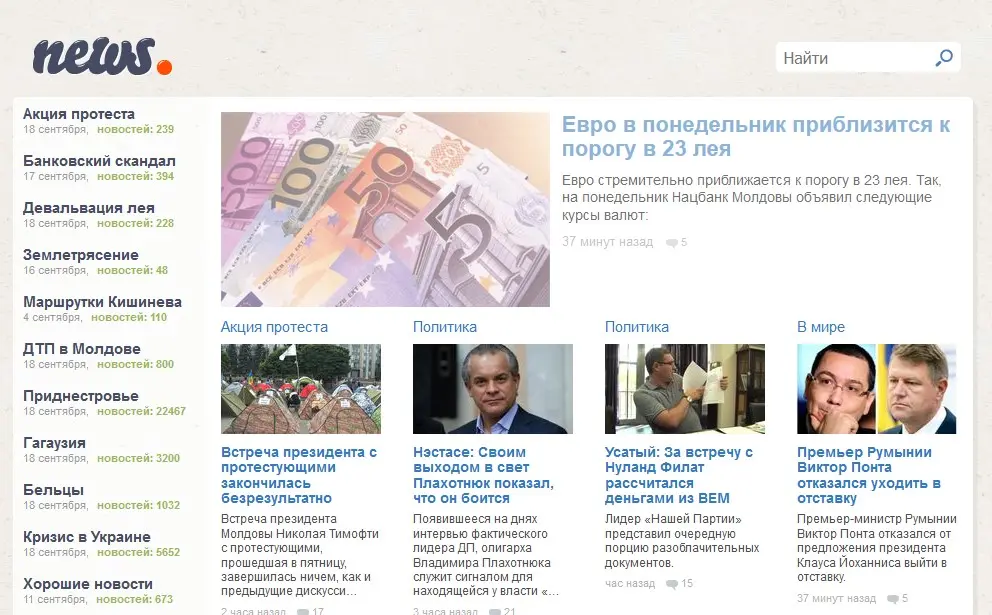 news.
Найти
Акция протеста
18 сентября, новостей: 239
Банковский скандал
17 сентября, новостей: 394
Девальвация лея
18 сентября, новостей: 228
Землетрясение
16 сентября, новостей: 48
Маршрутки Кишинева
4 сентября, новостей: 110
ДТП в Молдове
18 сентября, новостей: 800
Приднестровье
18 сентября, новостей: 22467
Гагаузия
18 сентября, новостей: 3200
Бельцы
18 сентября, новостей: 1032
Кризис в Украине
18 сентября, новостей: 5652
Хорошие новости
11 сентября, новостей: 673
500
100
50
5
Евро в понедельник приблизится к
порогу в 23 лея
Евро стремительно приближается к порогу в 23 лея. Так,
на понедельник Нацбанк Молдовы объявил следующие
курсы валют:
37 минут назад 5
Акция протеста
Встреча президента с
протестующими
закончилась
безрезультатно
Встреча президента
Молдовы Николая Тимофти
с протестующими,
прошедшая в пятницу,
завершилась ничем, как и
предыдущие дискусси…
2 часа назад 17
Политика
Нэстасе: Своим
выходом в свет
Плахотнюк показал,
что он боится
Появившееся на днях
интервью фактического
лидера ДП, олигарха
Владимира Плахотнюка
служит сигналом для
находящейся у власти «…
3 часа назад 21
Политика
Усатый: За встречу с
Нуланд Филат
рассчитался
деньгами из BEM
Лидер «Нашей Партии»
представил очередную
порцию разоблачительных
документов.
час назад 15
В мире
Премьер Румынии
Виктор Понта
отказался уходить в
отставку
Премьер-министр Румынии
Виктор Понта отказался от
предложения президента
Клауса Йоханниса выйти в
отставку.
37 минут назад 5